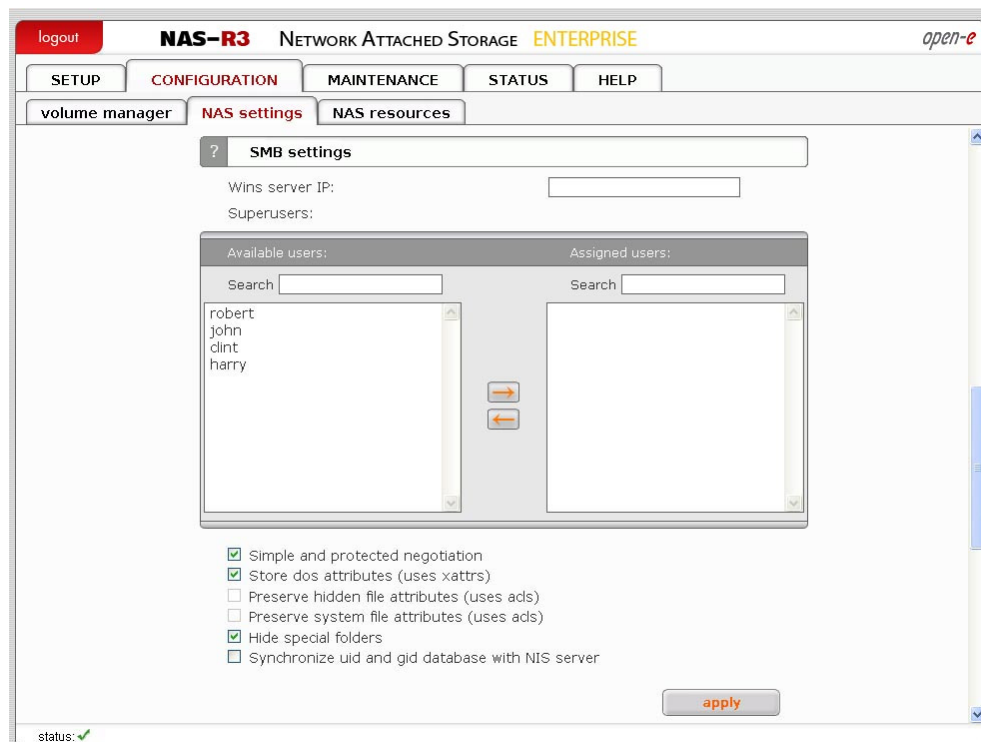 logout
NAS-R3 NETWORK ATTACHED STORAGE ENTERPRISE
open-e
SETUP CONFIGURATION MAINTENANCE STATUS HELP
volume manager NAS settings NAS resources
? SMB settings
Wins server IP:
Superusers:
Available users: Assigned users:
Search Search
robert
john
clint
harry
Simple and protected negotiation
Store dos attributes (uses xattrs)
Preserve hidden file attributes (uses acls)
Preserve system file attributes (uses acls)
Hide special folders
Synchronize uid and gid database with NIS server
apply
status: